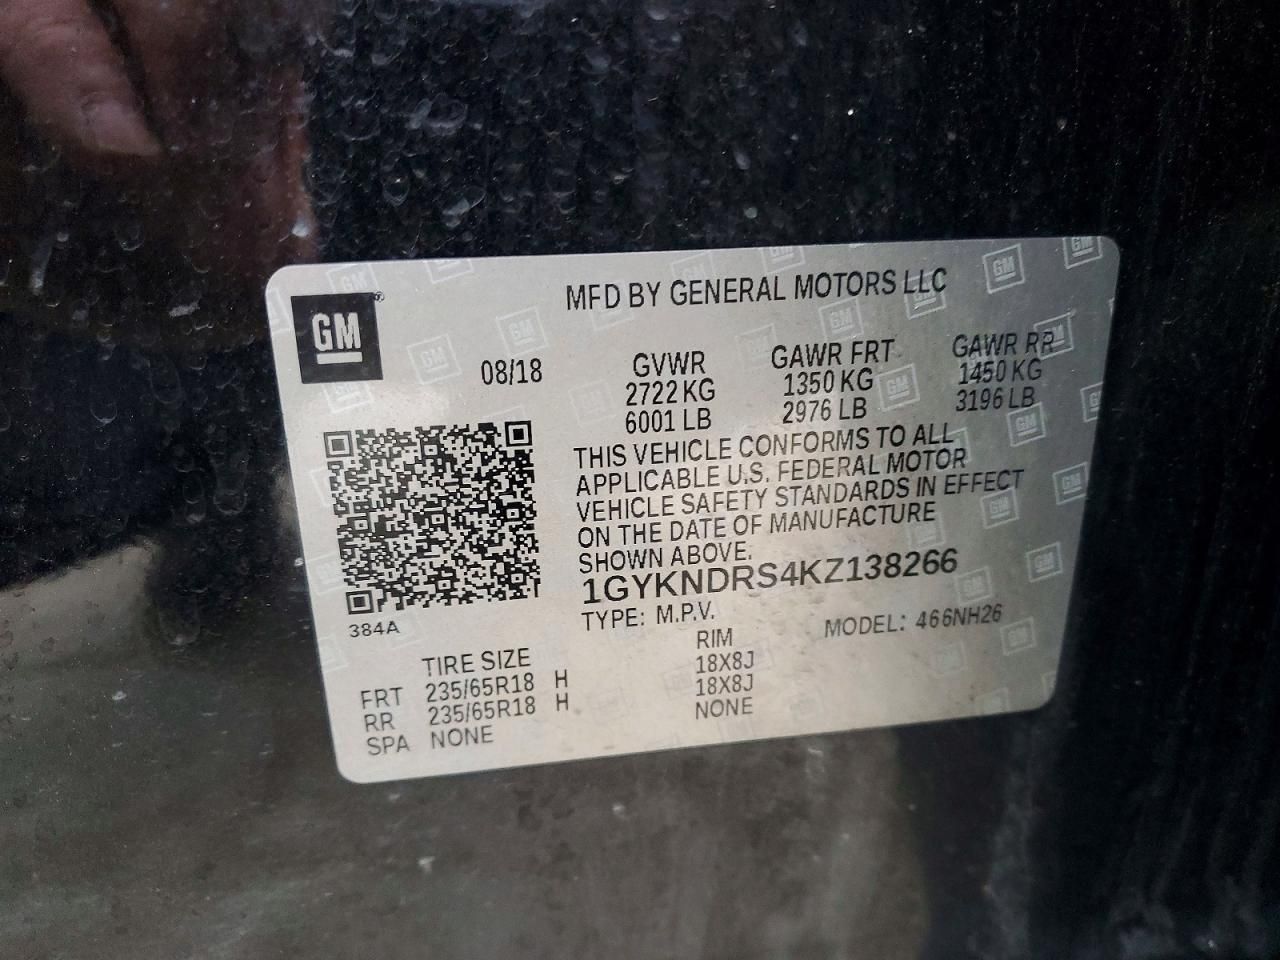 GM
MFD BY GENERAL MOTORS LLC
08/18 GVWR GAWR FRT GAWR RR
2722 KG 1350 KG 1450 KG
6001 LB 2976 LB 3196 LB
THIS VEHICLE CONFORMS TO ALL
APPLICABLE U.S. FEDERAL MOTOR
VEHICLE SAFETY STANDARDS IN EFFECT
ON THE DATE OF MANUFACTURE
SHOWN ABOVE.
1GYKNDRS4KZ138266
TYPE: M.P.V. MODEL: 466NH26
384A
TIRE SIZE RIM
FRT 235/65R18 H 18X8J
RR 235/65R18 H 18X8J
SPA NONE NONE